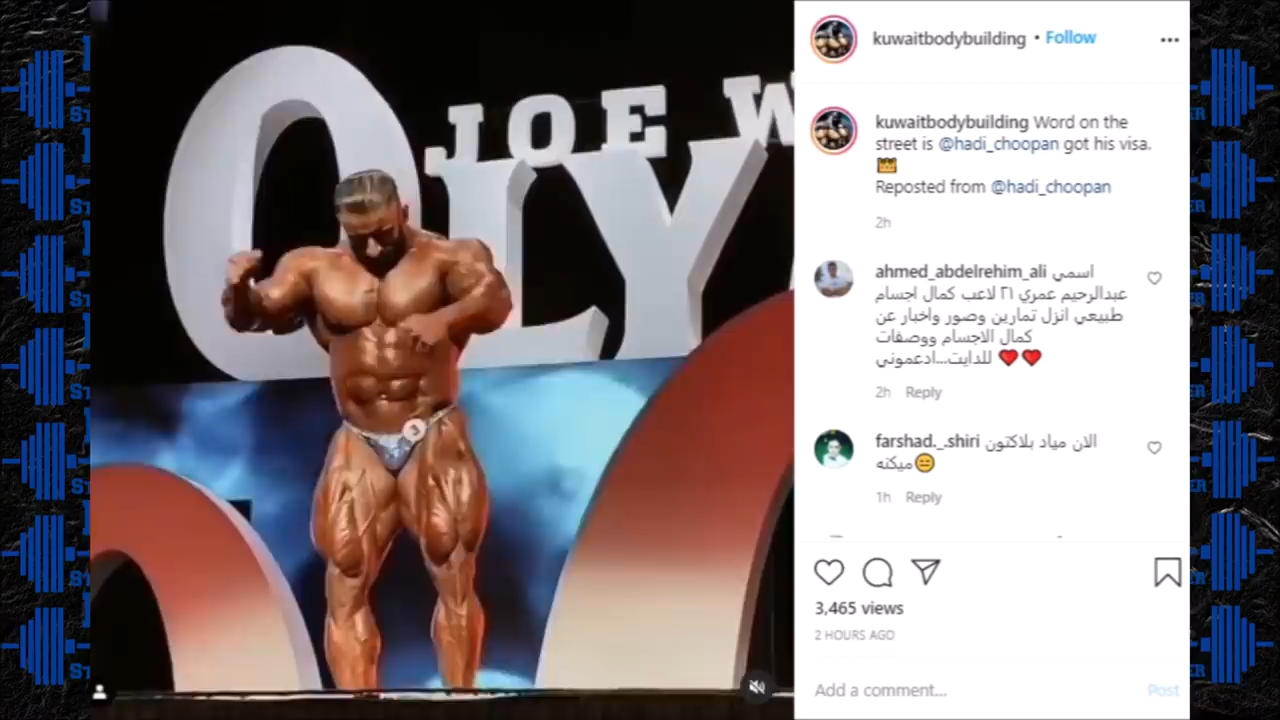 JOE W
OLY
kuwaitbodybuilding • Follow
kuwaitbodybuilding Word on the
street is @hadi_choopan got his visa.
👑
Reposted from @hadi_choopan
2h
ahmed_abdelrehim_ali اسمي
عبدالرحيم عمري ٢١ لاعب كمال اجسام
طبيعي انزل تمارين وصور واخبار عن
كمال الاجسام ووصفات
للدايت...ادعموني ❤️❤️
2h Reply
farshad._.shiri الان میاد بلاکتون
میکنه😑
1h Reply
3,465 views
2 HOURS AGO
Add a comment...
Post